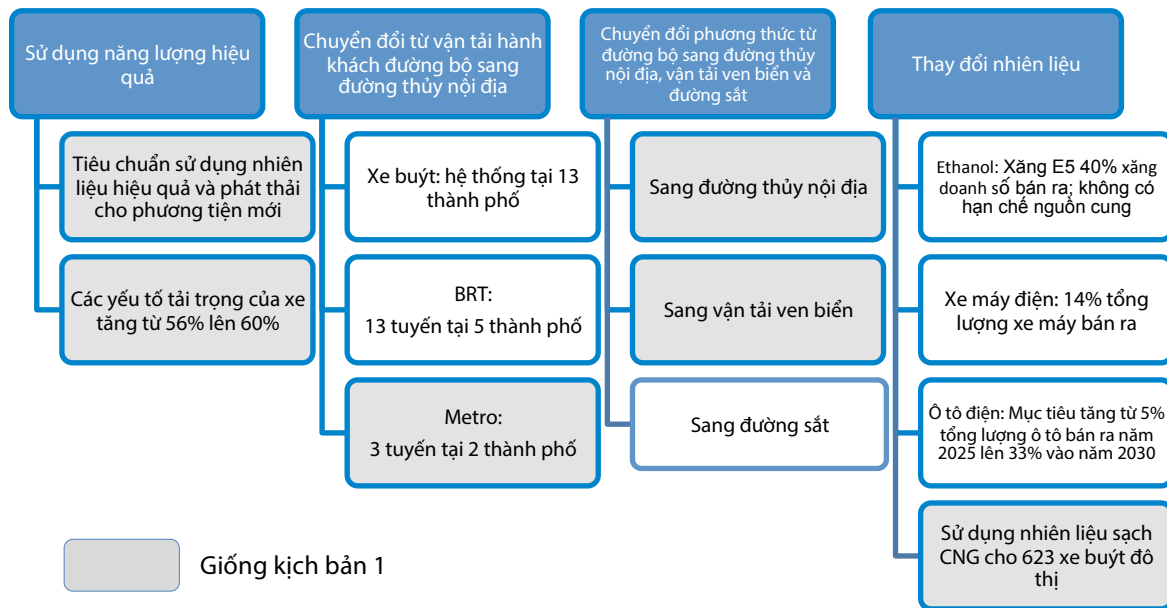 Sử dụng năng lượng hiệu
quả
Tiêu chuẩn sử dụng nhiên
liệu hiệu quả và phát thải
cho phương tiện mới
Các yếu tố tải trọng của xe
tăng từ 56% lên 60%
Chuyển đổi từ vận tải hành
khách đường bộ sang
đường thủy nội địa
Xe buýt: hệ thống tại 13
thành phố
BRT:
13 tuyến tại 5 thành phố
Metro:
3 tuyến tại 2 thành phố
Chuyển đổi phương thức từ
đường bộ sang đường thủy
nội địa, vận tải ven biển và
đường sắt
Sang đường thủy nội địa
Sang vận tải ven biển
Sang đường sắt
Thay đổi nhiên liệu
Ethanol: Xăng E5 40% xăng
doanh số bán ra; không có
hạn chế nguồn cung
Xe máy điện: 14% tổng
lượng xe máy bán ra
Ô tô điện: Mục tiêu tăng từ 5%
tổng lượng ô tô bán ra năm
2025 lên 33% vào năm 2030
Sử dụng nhiên liệu sạch
CNG cho 623 xe buýt đô
thị
Giống kịch bản 1